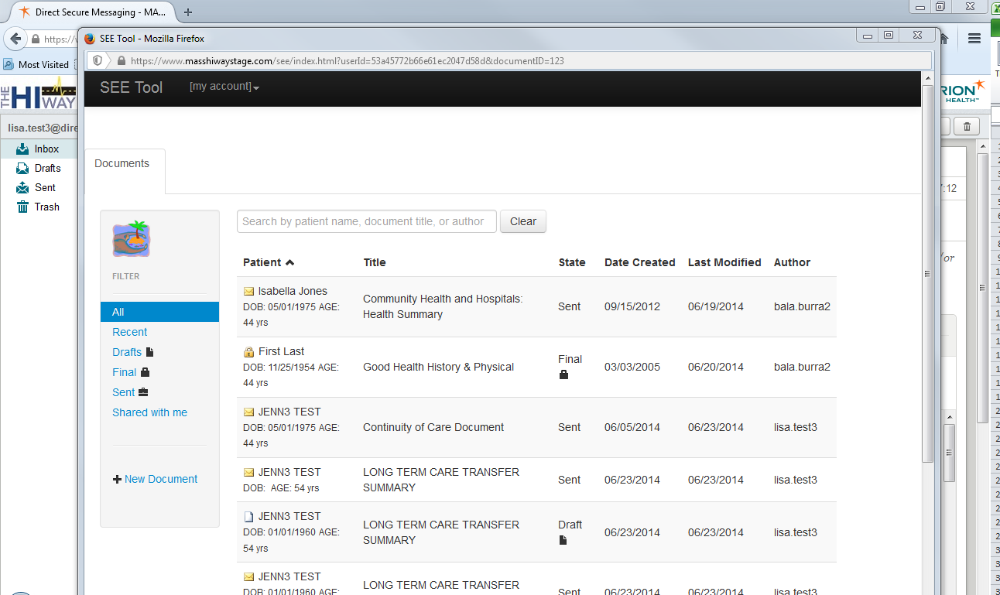 Direct Secure Messaging - MA...
SEE Tool - Mozilla Firefox
https://w
https://www.masshiwaystage.com/see/index.html?userId=53a45772b66e61ec2047d58d&documentID=123
Most Visited
SEE Tool
[my account]
THE HIWAY
RION
HEALTH™
lisa.test3@dire
Inbox
Drafts
Sent
Trash
Documents
:12
/or
Search by patient name, document title, or author
Clear
FILTER
All
Recent
Drafts
Final
Sent
Shared with me
New Document
Patient Title State Date Created Last Modified Author
Isabella Jones
DOB: 05/01/1975 AGE:
44 yrs
Community Health and Hospitals:
Health Summary
Sent
09/15/2012
06/19/2014
bala.burra2
First Last
DOB: 11/25/1954 AGE:
44 yrs
Good Health History & Physical
Final
03/03/2005
06/20/2014
bala.burra2
JENN3 TEST
DOB: 05/01/1975 AGE:
44 yrs
Continuity of Care Document
Sent
06/05/2014
06/23/2014
lisa.test3
JENN3 TEST
DOB: AGE: 54 yrs
LONG TERM CARE TRANSFER
SUMMARY
Sent
06/23/2014
06/23/2014
lisa.test3
JENN3 TEST
DOB: 01/01/1960 AGE:
54 yrs
LONG TERM CARE TRANSFER
SUMMARY
Draft
06/23/2014
06/23/2014
lisa.test3
JENN3 TEST
DOB: 01/01/1960 AGE:
LONG TERM CARE TRANSFER
Sent
06/23/2014
06/23/2014
lisa.test3